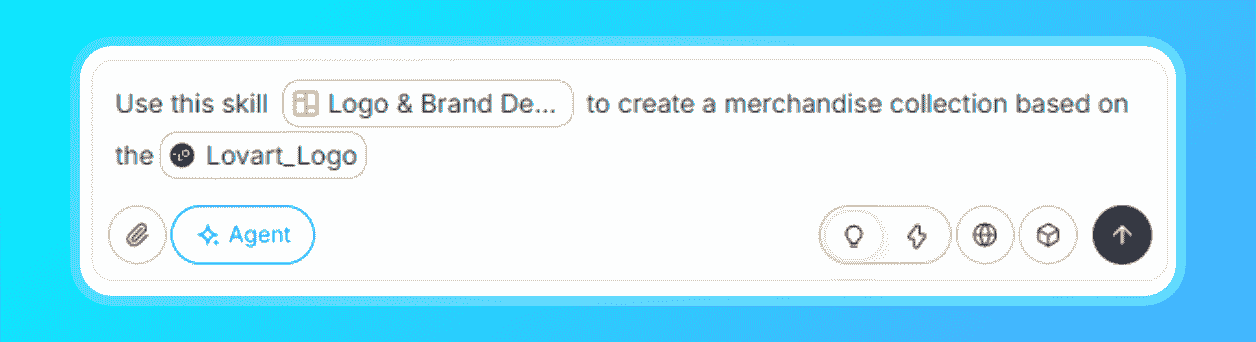 Use this skill Logo & Brand De... to create a merchandise collection based on
the Lovart_Logo
Agent